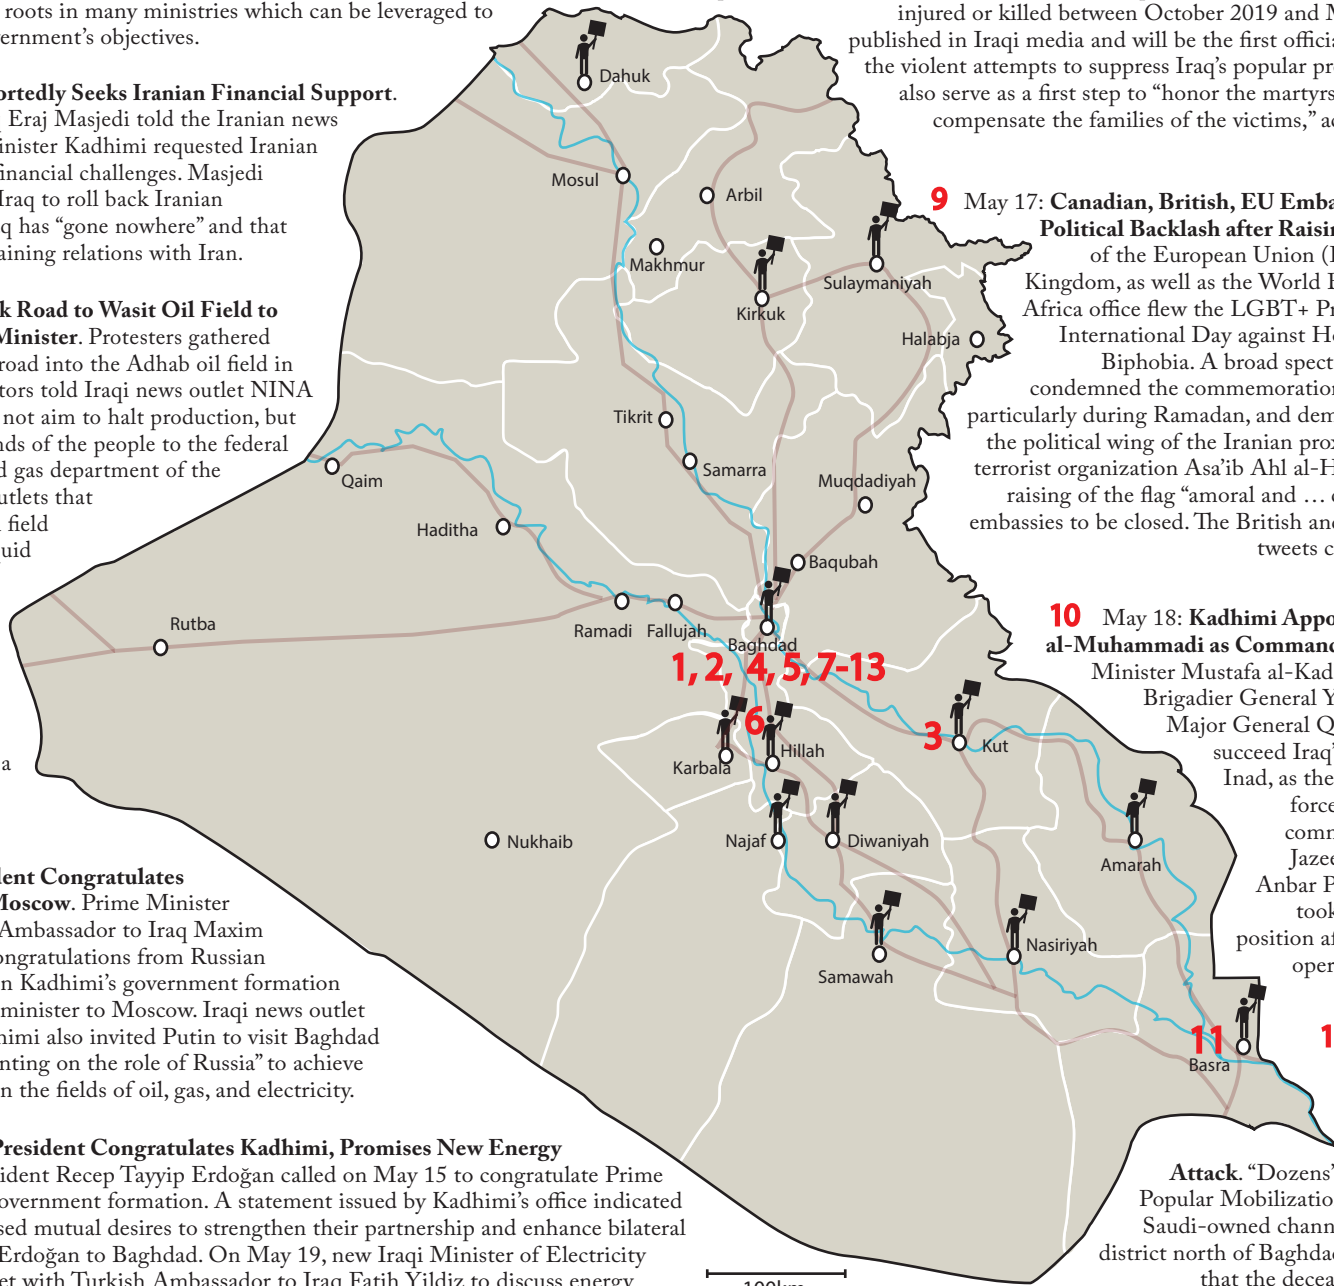 roots in many ministries which can be leveraged to
ernment’s objectives.
ortedly Seeks Iranian Financial Support.
Eraj Masjedi told the Iranian news
inister Kadhimi requested Iranian
financial challenges. Masjedi
Iraq to roll back Iranian
q has “gone nowhere” and that
aining relations with Iran.
k Road to Wasit Oil Field to
Minister. Protesters gathered
road into the Adhab oil field in
tors told Iraqi news outlet NINA
not aim to halt production, but
nds of the people to the federal
d gas department of the
utlets that
field
uid
a
dent Congratulates
Moscow. Prime Minister
Ambassador to Iraq Maxim
ongratulations from Russian
n Kadhimi’s government formation
minister to Moscow. Iraqi news outlet
himi also invited Putin to visit Baghdad
nting on the role of Russia” to achieve
n the fields of oil, gas, and electricity.
President Congratulates Kadhimi, Promises New Energy
ident Recep Tayyip Erdoğan called on May 15 to congratulate Prime
overnment formation. A statement issued by Kadhimi’s office indicated
sed mutual desires to strengthen their partnership and enhance bilateral
Erdoğan to Baghdad. On May 19, new Iraqi Minister of Electricity
et with Turkish Ambassador to Iraq Fatih Yildiz to discuss energy
Dahuk
Mosul
Arbil
Makhmur
Sulaymaniyah
Kirkuk
Halabja
Tikrit
Samarra
Muqdadiyah
Qaim
Haditha
Baqubah
Rutba
Ramadi
Fallujah
Baghdad
1, 2, 4, 5, 7-13
6
3
Kut
Hillah
Karbala
Nukhaib
Najaf
Diwaniyah
Amarah
Nasiriyah
Samawah
11
Basra
100km
injured or killed between October 2019 and M
published in Iraqi media and will be the first officia
the violent attempts to suppress Iraq’s popular pr
also serve as a first step to “honor the martyrs
compensate the families of the victims,” a
9 May 17: Canadian, British, EU Emba
Political Backlash after Raisin
of the European Union (
Kingdom, as well as the World
Africa office flew the LGBT+ Pr
International Day against Ho
Biphobia. A broad spect
condemned the commemoration
particularly during Ramadan, and dem
the political wing of the Iranian prox
terrorist organization Asa’ib Ahl al-H
raising of the flag “amoral and …
embassies to be closed. The British and
tweets c
10 May 18: Kadhimi Appo
al-Muhammadi as Command
Minister Mustafa al-Kad
Brigadier General Y
Major General Q
succeed Iraq’
Inad, as the
force
comm
Jazee
Anbar P
took
position af
oper
1
Attack. “Dozens”
Popular Mobilizatio
Saudi-owned chann
district north of Baghdad
that the decea